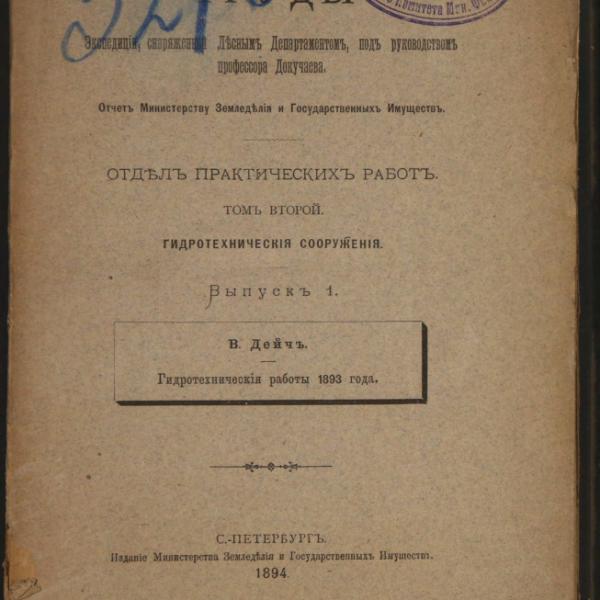 Экспедиціи, снаряженной Лѣснымъ Департаментомъ, подъ руководствомъ
профессора Докучаева.
Отчетъ Министерству Земледѣлія и Государственныхъ Имуществъ.
ОТДѢЛЪ ПРАКТИЧЕСКИХЪ РАБОТЪ.
ТОМЪ ВТОРОЙ.
ГИДРОТЕХНИЧЕСКІЯ СООРУЖЕНІЯ.
Выпускъ 1.
В. Дейчъ.
Гидротехническія работы 1893 года.
С.-ПЕТЕРБУРГЪ.
Изданіе Министерства Земледѣлія и Государственныхъ Имуществъ.
1894.